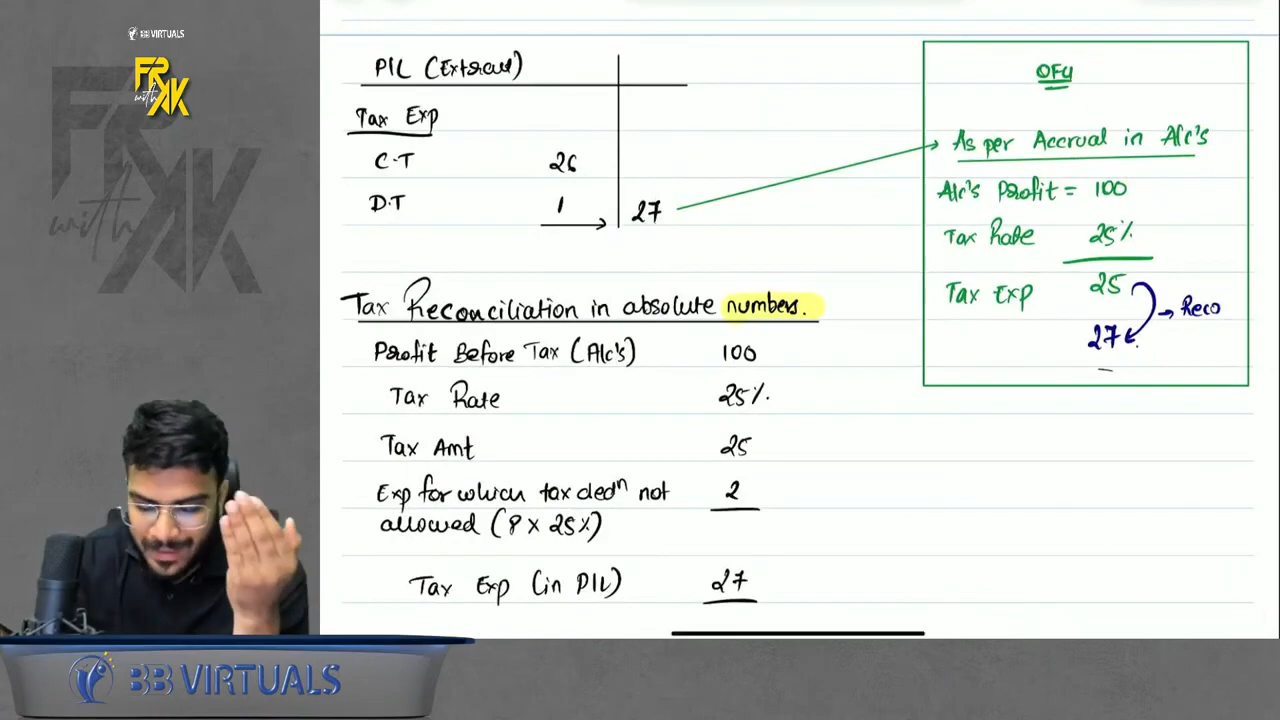 BB VIRTUALS
FR
with
AK
P|L (Extract)
Tax Exp
C.T 26
D.T 1 27
OFU
As per Accrual in A/c's
A/c's Profit = 100
Tax Rate 25%
Tax Exp 25
→ Reco
27
Tax Reconciliation in absolute numbers.
Profit Before Tax (A/c's) 100
Tax Rate 25%.
Tax Amt 25
Exp for which tax dedⁿ not 2
allowed (8 x 25%)
Tax Exp (in P|L) 27
BB VIRTUALS